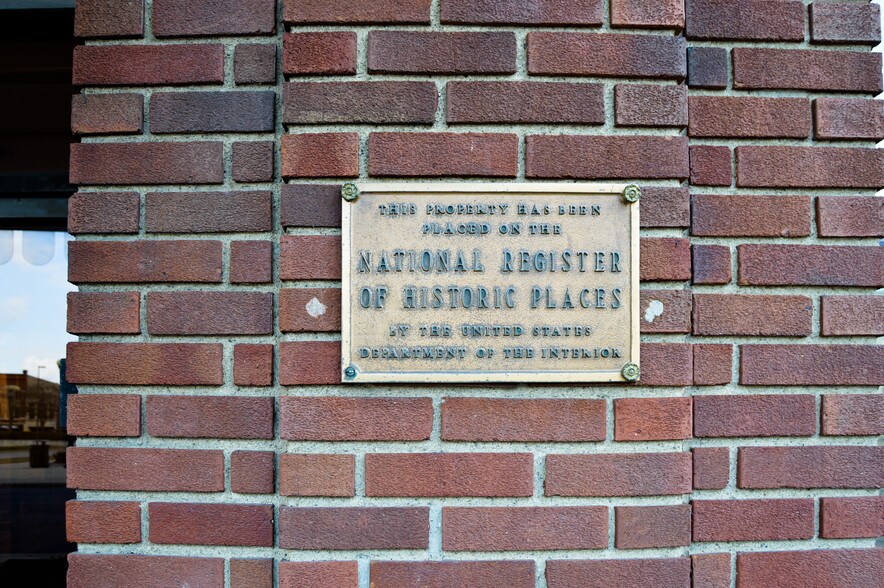 THIS PROPERTY HAS BEEN
PLACED ON THE
NATIONAL REGISTER
OF HISTORIC PLACES
BY THE UNITED STATES
DEPARTMENT OF THE INTERIOR